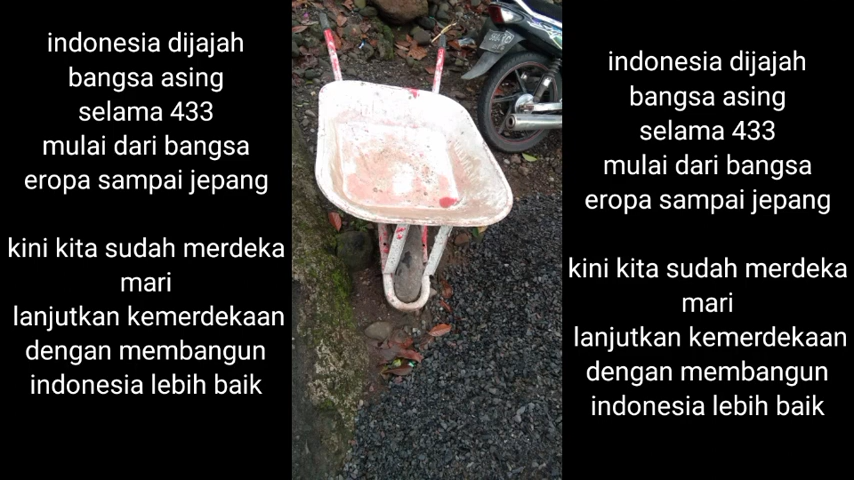 indonesia dijajah
bangsa asing
selama 433
mulai dari bangsa
eropa sampai jepang
kini kita sudah merdeka
mari
lanjutkan kemerdekaan
dengan membangun
indonesia lebih baik
indonesia dijajah
bangsa asing
selama 433
mulai dari bangsa
eropa sampai jepang
kini kita sudah merdeka
mari
lanjutkan kemerdekaan
dengan membangun
indonesia lebih baik